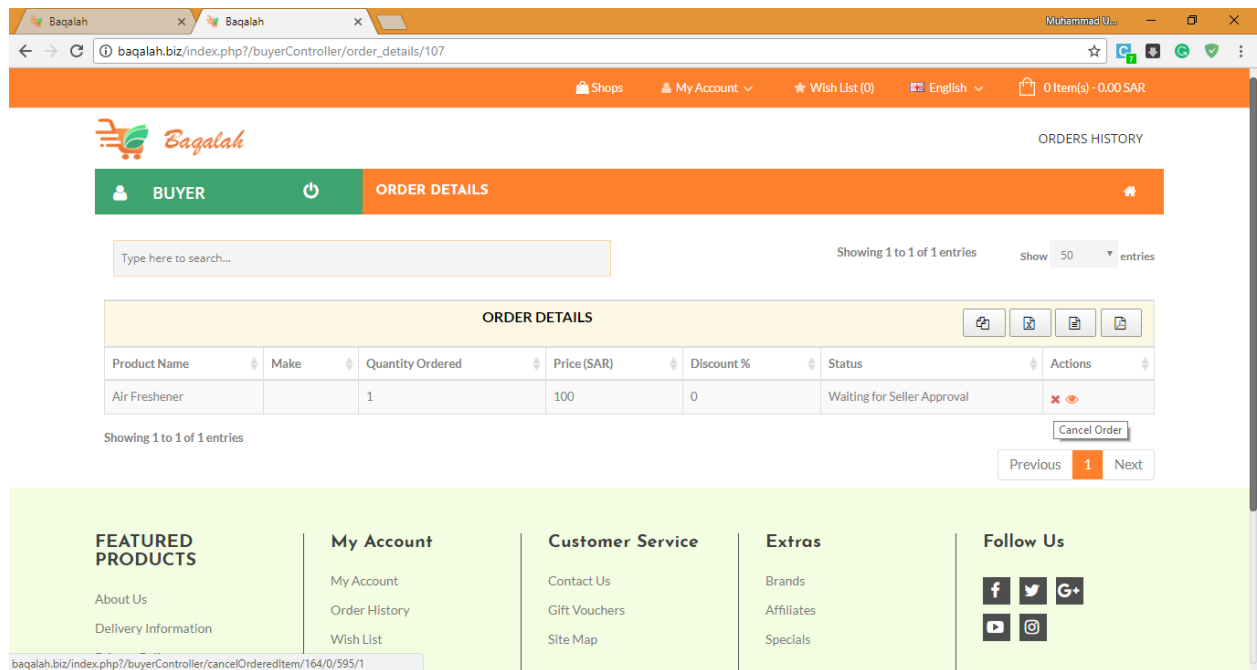 Baqalah
Baqalah
Muhammad U...
baqalah.biz/index.php?/buyerController/order_details/107
7
Shops
My Account
Wish List (0)
English
0 Item(s) - 0.00 SAR
Baqalah
ORDERS HISTORY
BUYER
ORDER DETAILS
Type here to search...
Showing 1 to 1 of 1 entries
Show 50 entries
ORDER DETAILS
Product Name Make Quantity Ordered Price (SAR) Discount % Status Actions
Air Freshener 1 100 0 Waiting for Seller Approval
Cancel Order
Showing 1 to 1 of 1 entries
Previous 1 Next
FEATURED
PRODUCTS
About Us
Delivery Information
My Account
My Account
Order History
Wish List
Customer Service
Contact Us
Gift Vouchers
Site Map
Extras
Brands
Affiliates
Specials
Follow Us
baqalah.biz/index.php?/buyerController/cancelOrderedItem/164/0/595/1